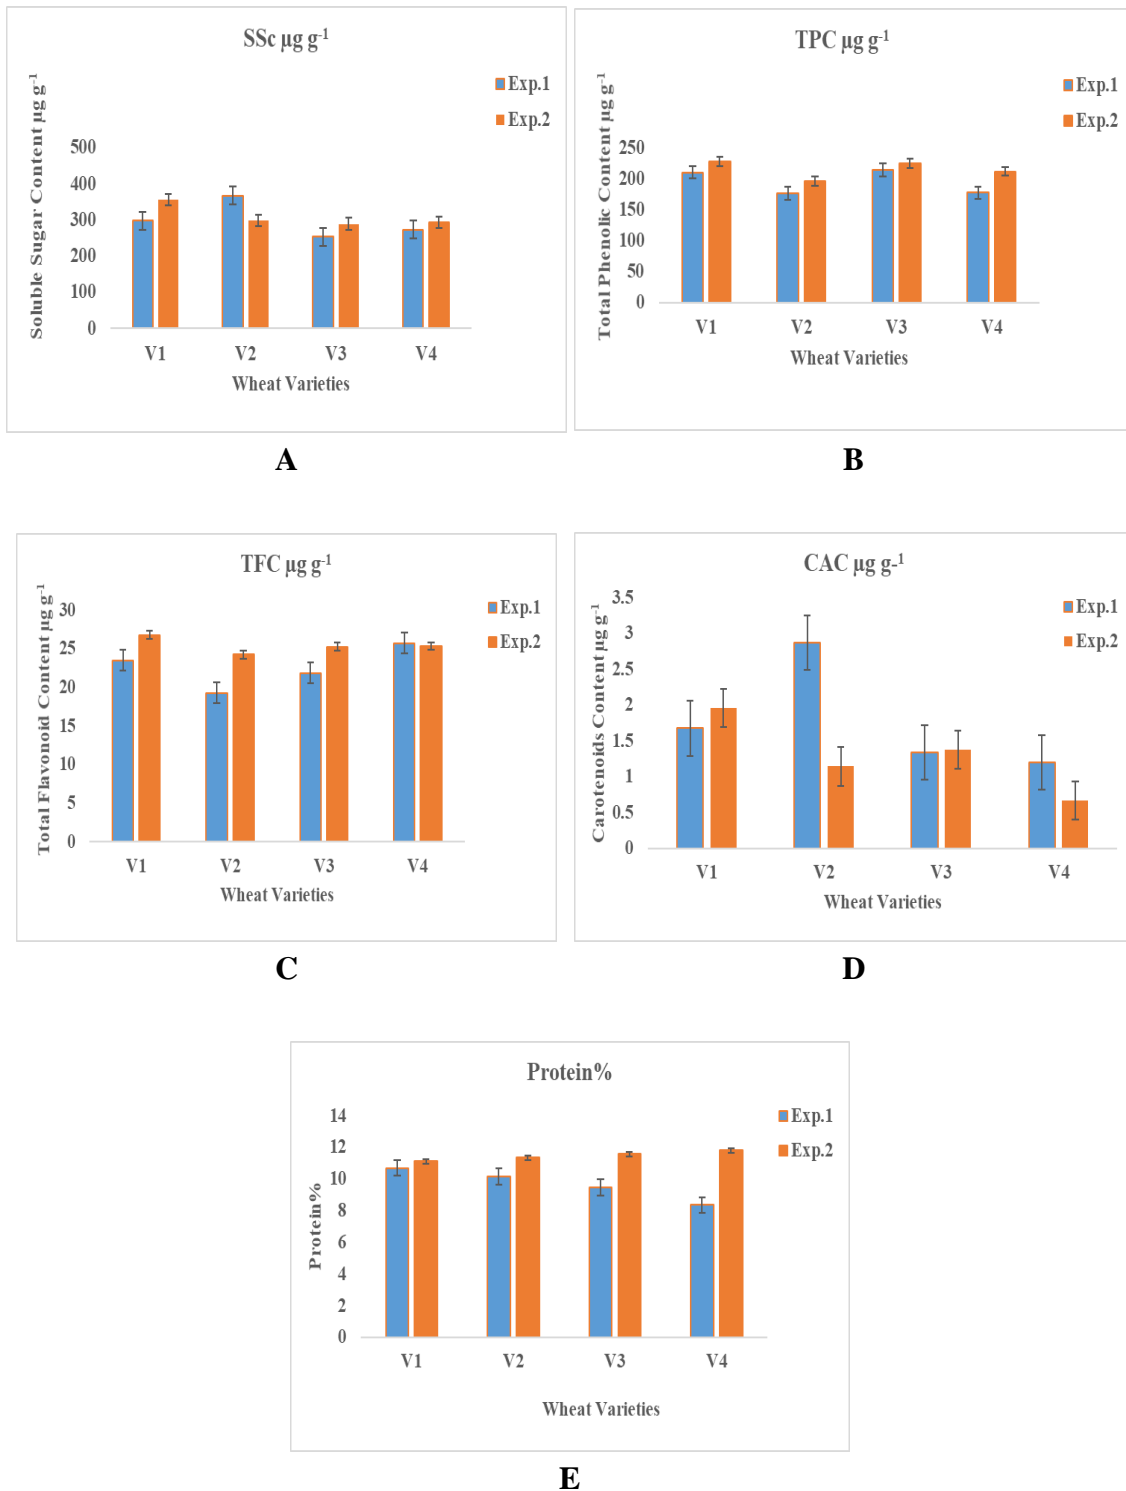 SSc µg g-1
Soluble Sugar Content µg g-1
Exp.1
Exp.2
500
400
300
200
100
0
V1 V2 V3 V4
Wheat Varieties
A
TPC µg g-1
Total Phenolic Content µg g-1
Exp.1
Exp.2
250
200
150
100
50
0
V1 V2 V3 V4
Wheat Varieties
B
TFC µg g-1
Total Flavonoid Content µg g-1
Exp.1
Exp.2
30
25
20
15
10
5
0
V1 V2 V3 V4
Wheat Varieties
C
CAC µg g-1
Carotenoids Content µg g-1
Exp.1
Exp.2
3.5
3
2.5
2
1.5
1
0.5
0
V1 V2 V3 V4
Wheat Varieties
D
Protein%
Protein%
Exp.1
Exp.2
14
12
10
8
6
4
2
0
V1 V2 V3 V4
Wheat Varieties
E